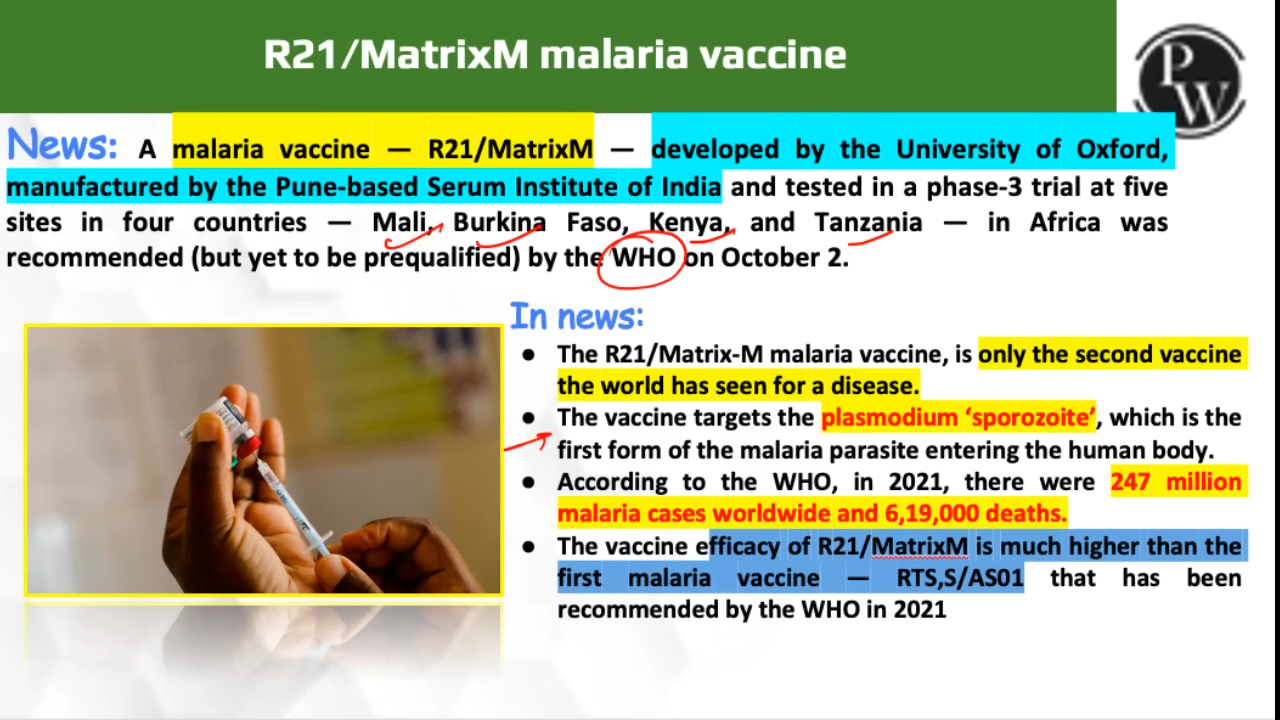 R21/MatrixM malaria vaccine
PW
News: A malaria vaccine — R21/MatrixM — developed by the University of Oxford,
manufactured by the Pune-based Serum Institute of India and tested in a phase-3 trial at five
sites in four countries — Mali, Burkina Faso, Kenya, and Tanzania — in Africa was
recommended (but yet to be prequalified) by the WHO on October 2.
In news:
● The R21/Matrix-M malaria vaccine, is only the second vaccine
the world has seen for a disease.
● The vaccine targets the plasmodium ‘sporozoite’, which is the
first form of the malaria parasite entering the human body.
● According to the WHO, in 2021, there were 247 million
malaria cases worldwide and 6,19,000 deaths.
● The vaccine efficacy of R21/MatrixM is much higher than the
first malaria vaccine — RTS,S/AS01 that has been
recommended by the WHO in 2021